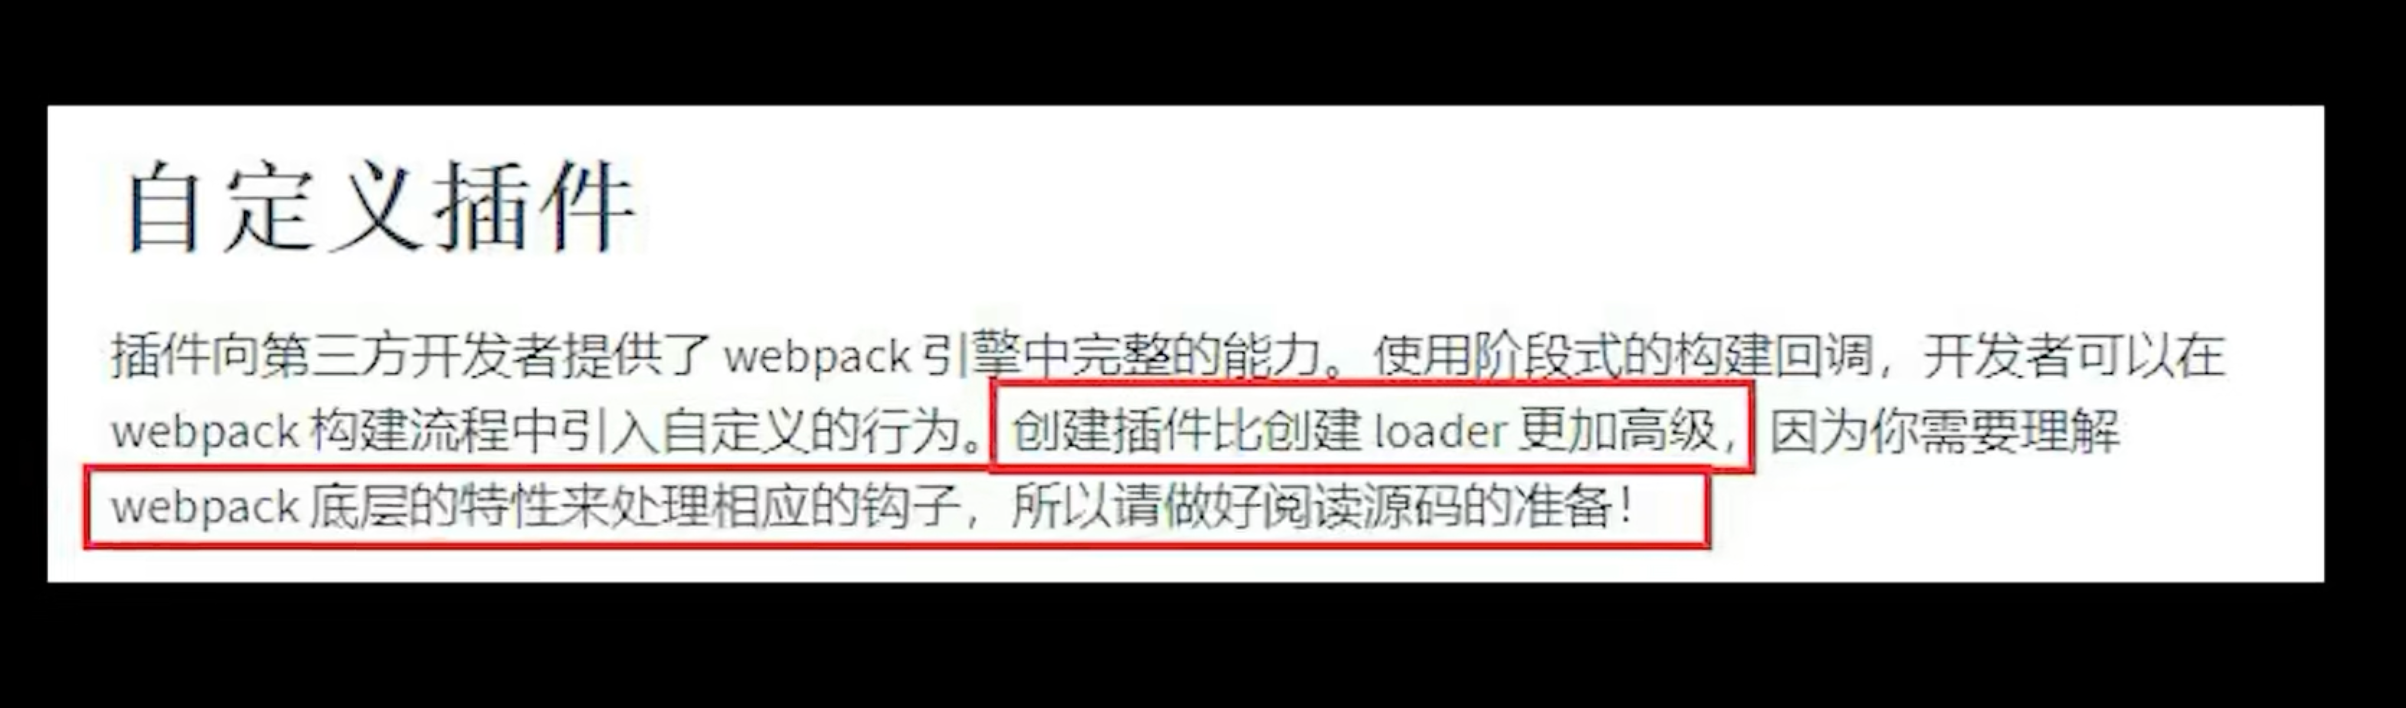 自定义插件
插件向第三方开发者提供了 webpack 引擎中完整的能力。使用阶段式的构建回调，开发者可以在
webpack 构建流程中引入自定义的行为。创建插件比创建 loader 更加高级，因为你需要理解
webpack 底层的特性来处理相应的钩子，所以请做好阅读源码的准备！